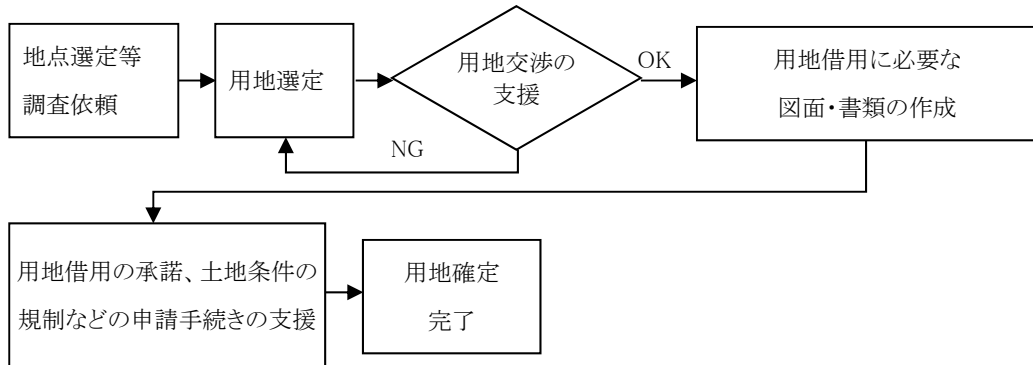 地点選定等
調査依頼
用地選定
用地交渉の
支援
OK
NG
用地借用に必要な
図面・書類の作成
用地借用の承諾、土地条件の
規制などの申請手続きの支援
用地確定
完了